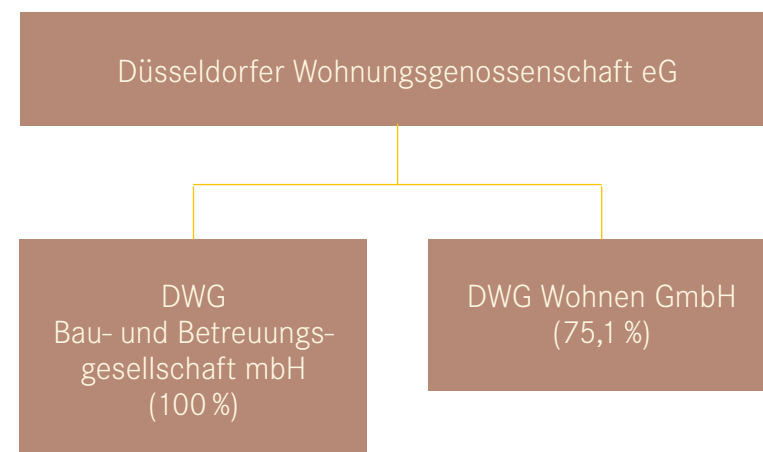 Düsseldorfer Wohnungsgenossenschaft eG
DWG
Bau- und Betreuungs-
gesellschaft mbH
(100 %)
DWG Wohnen GmbH
(75,1 %)